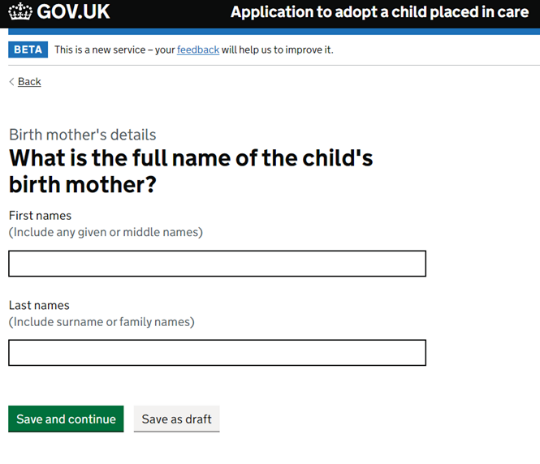 GOV.UK
Application to adopt a child placed in care
BETA This is a new service – your feedback will help us to improve it.
Back
Birth mother's details
What is the full name of the child's
birth mother?
First names
(Include any given or middle names)
Last names
(Include surname or family names)
Save and continue
Save as draft